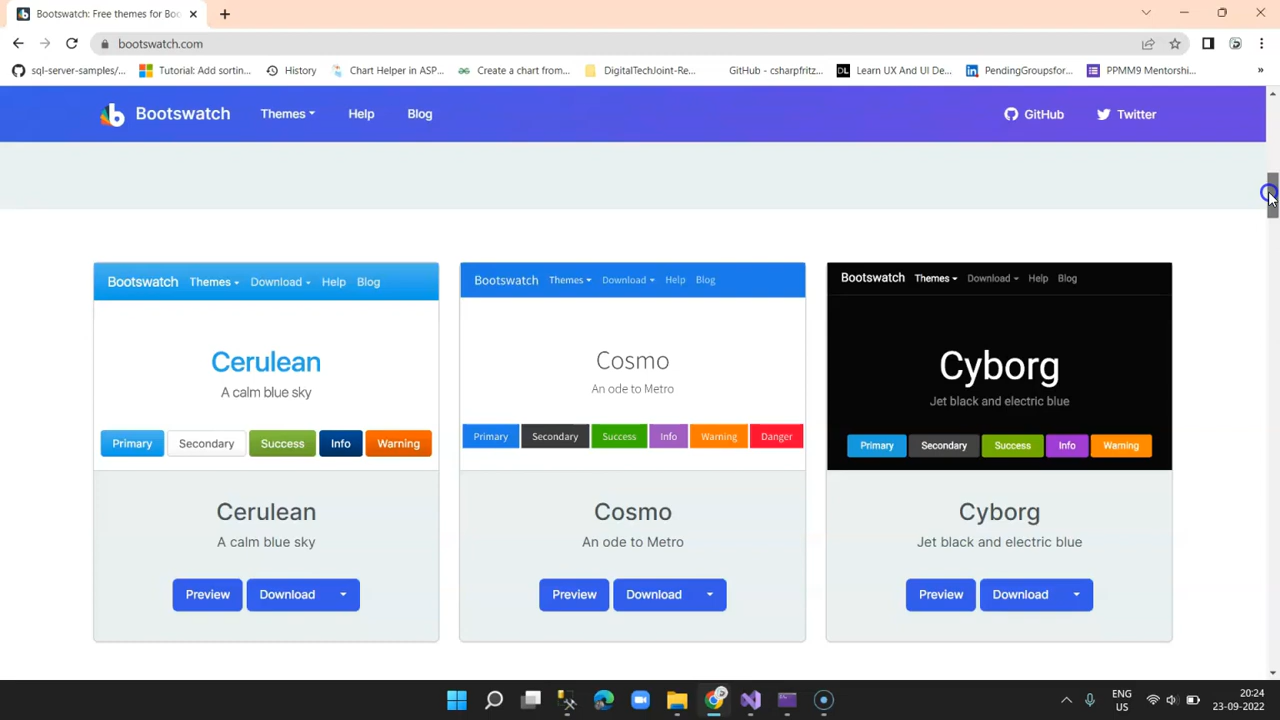 Bootswatch: Free themes for Boo
bootswatch.com
sql-server-samples/... Tutorial: Add sortin... History Chart Helper in ASP... Create a chart from... DigitalTechJoint-Re... GitHub - csharpfritz... Learn UX And UI De... PendingGroupsfor... PPMM9 Mentorshi... »
Bootswatch Themes Help Blog GitHub Twitter
Bootswatch Themes Download Help Blog
Cerulean
A calm blue sky
Primary Secondary Success Info Warning
Cerulean
A calm blue sky
Preview Download
Bootswatch Themes Download Help Blog
Cosmo
An ode to Metro
Primary Secondary Success Info Warning Danger
Cosmo
An ode to Metro
Preview Download
Bootswatch Themes Download Help Blog
Cyborg
Jet black and electric blue
Primary Secondary Success Info Warning
Cyborg
Jet black and electric blue
Preview Download
ENG
US
20:24
23-09-2022